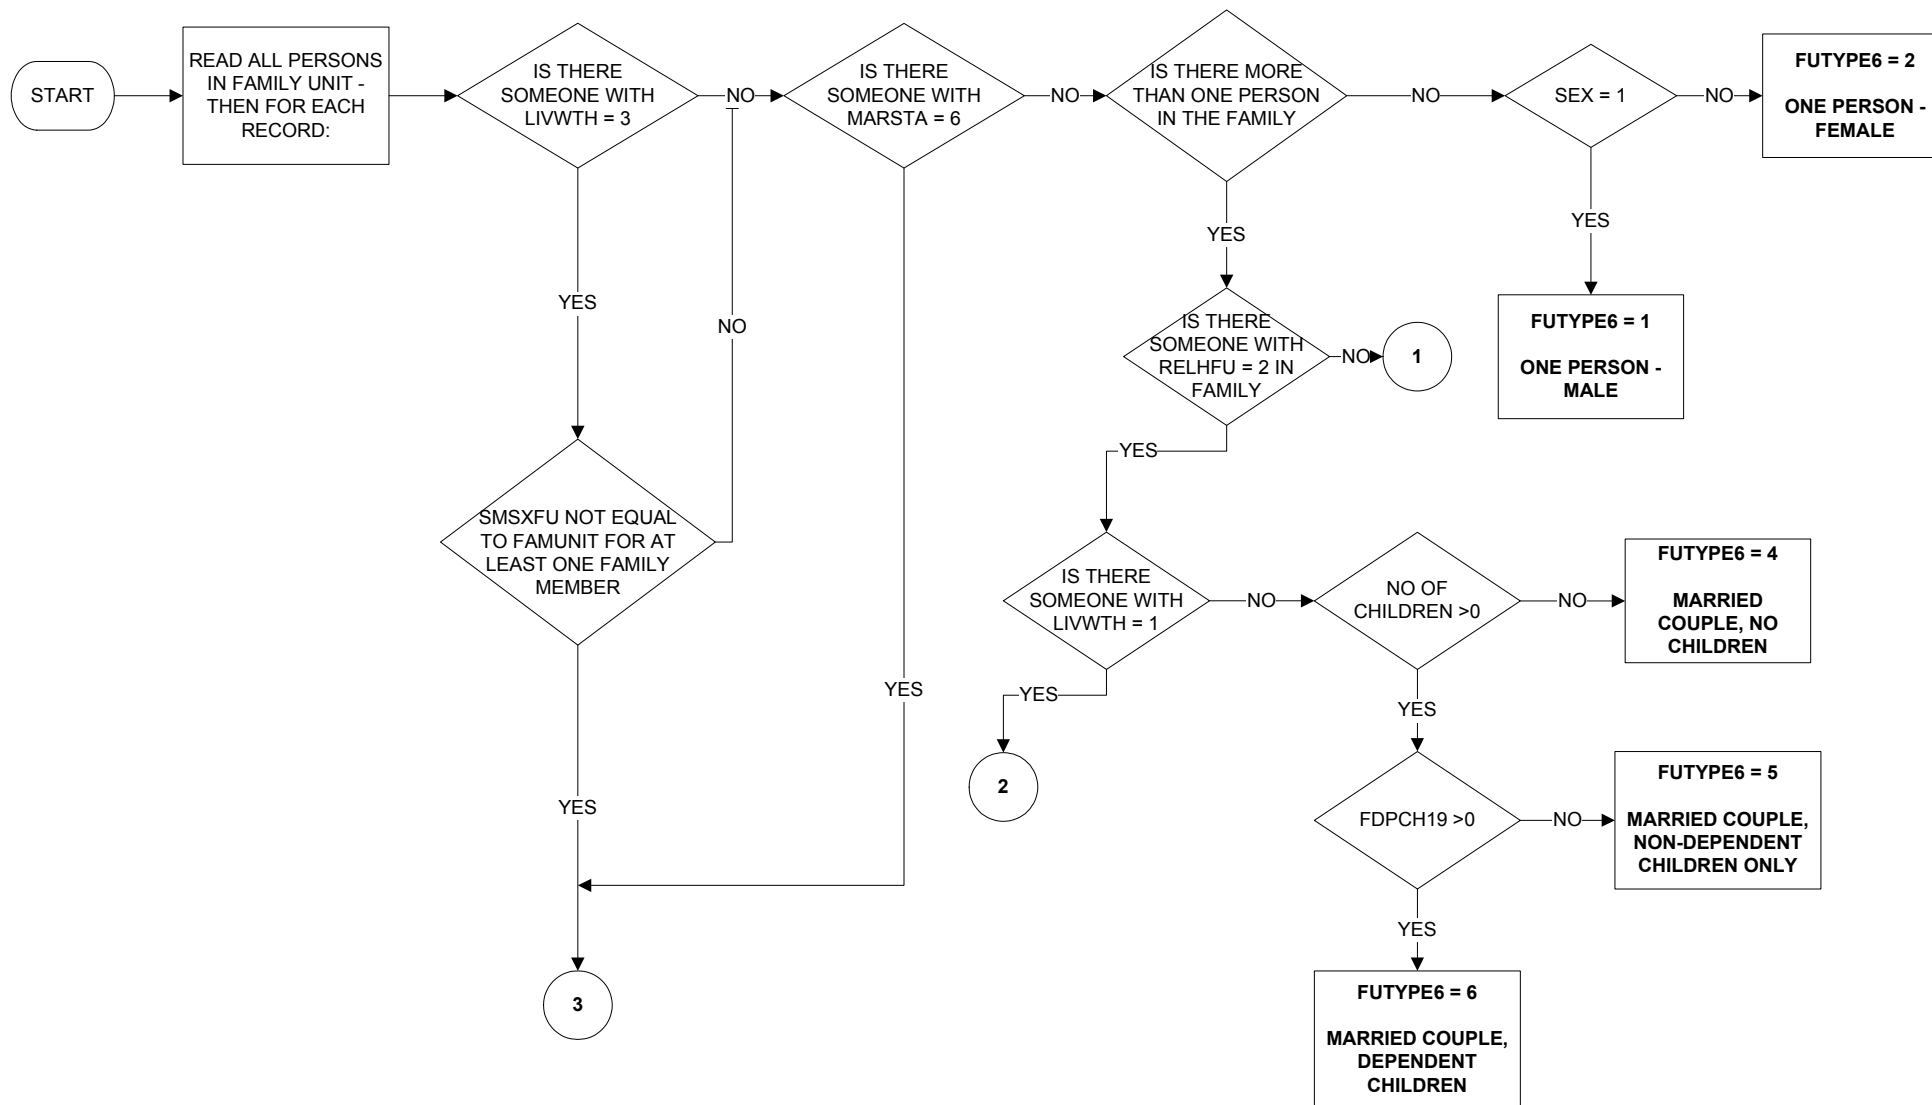 START
READ ALL PERSONS
IN FAMILY UNIT -
THEN FOR EACH
RECORD:
IS THERE
SOMEONE WITH
LIVWTH = 3
NO
IS THERE
SOMEONE WITH
MARSTA = 6
NO
IS THERE MORE
THAN ONE PERSON
IN THE FAMILY
NO
SEX = 1
NO
FUTYPE6 = 2
ONE PERSON -
FEMALE
YES
NO
YES
YES
FUTYPE6 = 1
ONE PERSON -
MALE
IS THERE
SOMEONE WITH
RELHFU = 2 IN
FAMILY
NO
1
YES
SMSXFU NOT EQUAL
TO FAMUNIT FOR AT
LEAST ONE FAMILY
MEMBER
YES
YES
3
IS THERE
SOMEONE WITH
LIVWTH = 1
NO
NO OF
CHILDREN >0
NO
FUTYPE6 = 4
MARRIED
COUPLE, NO
CHILDREN
YES
2
YES
FDPCH19 >0
NO
FUTYPE6 = 5
MARRIED COUPLE,
NON-DEPENDENT
CHILDREN ONLY
YES
FUTYPE6 = 6
MARRIED COUPLE,
DEPENDENT
CHILDREN